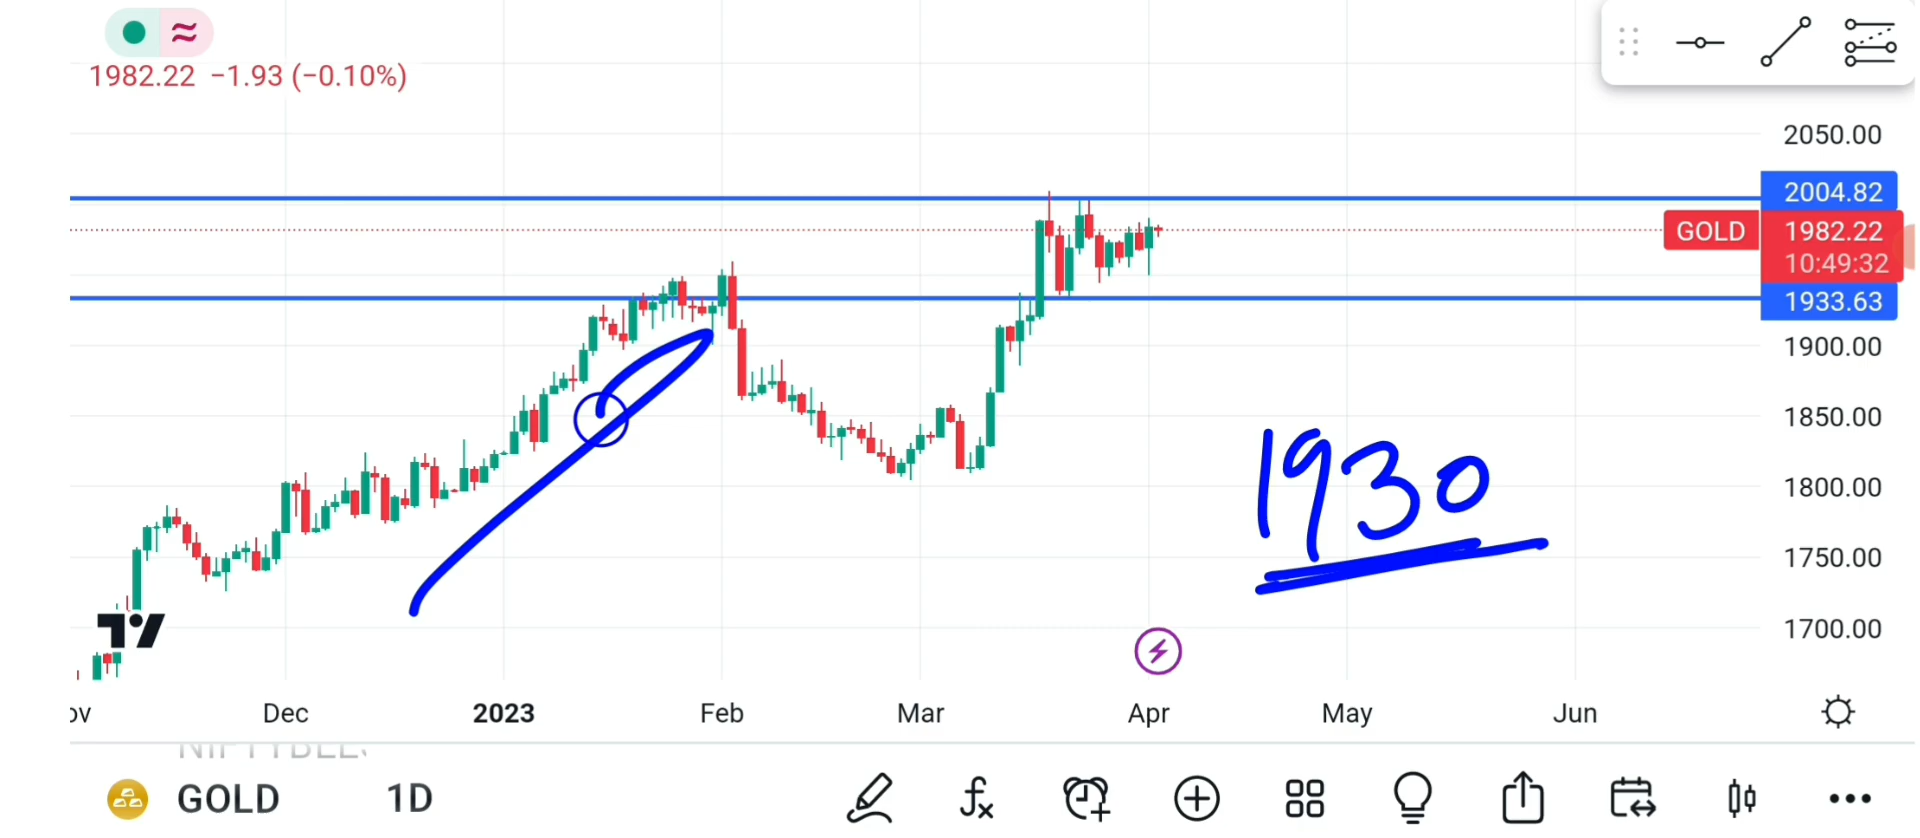 1982.22 −1.93 (−0.10%)
2050.00
2004.82
GOLD 1982.22
10:49:32
1933.63
1900.00
1850.00
1930
1800.00
1750.00
1700.00
Dec 2023 Feb Mar Apr May Jun
GOLD 1D